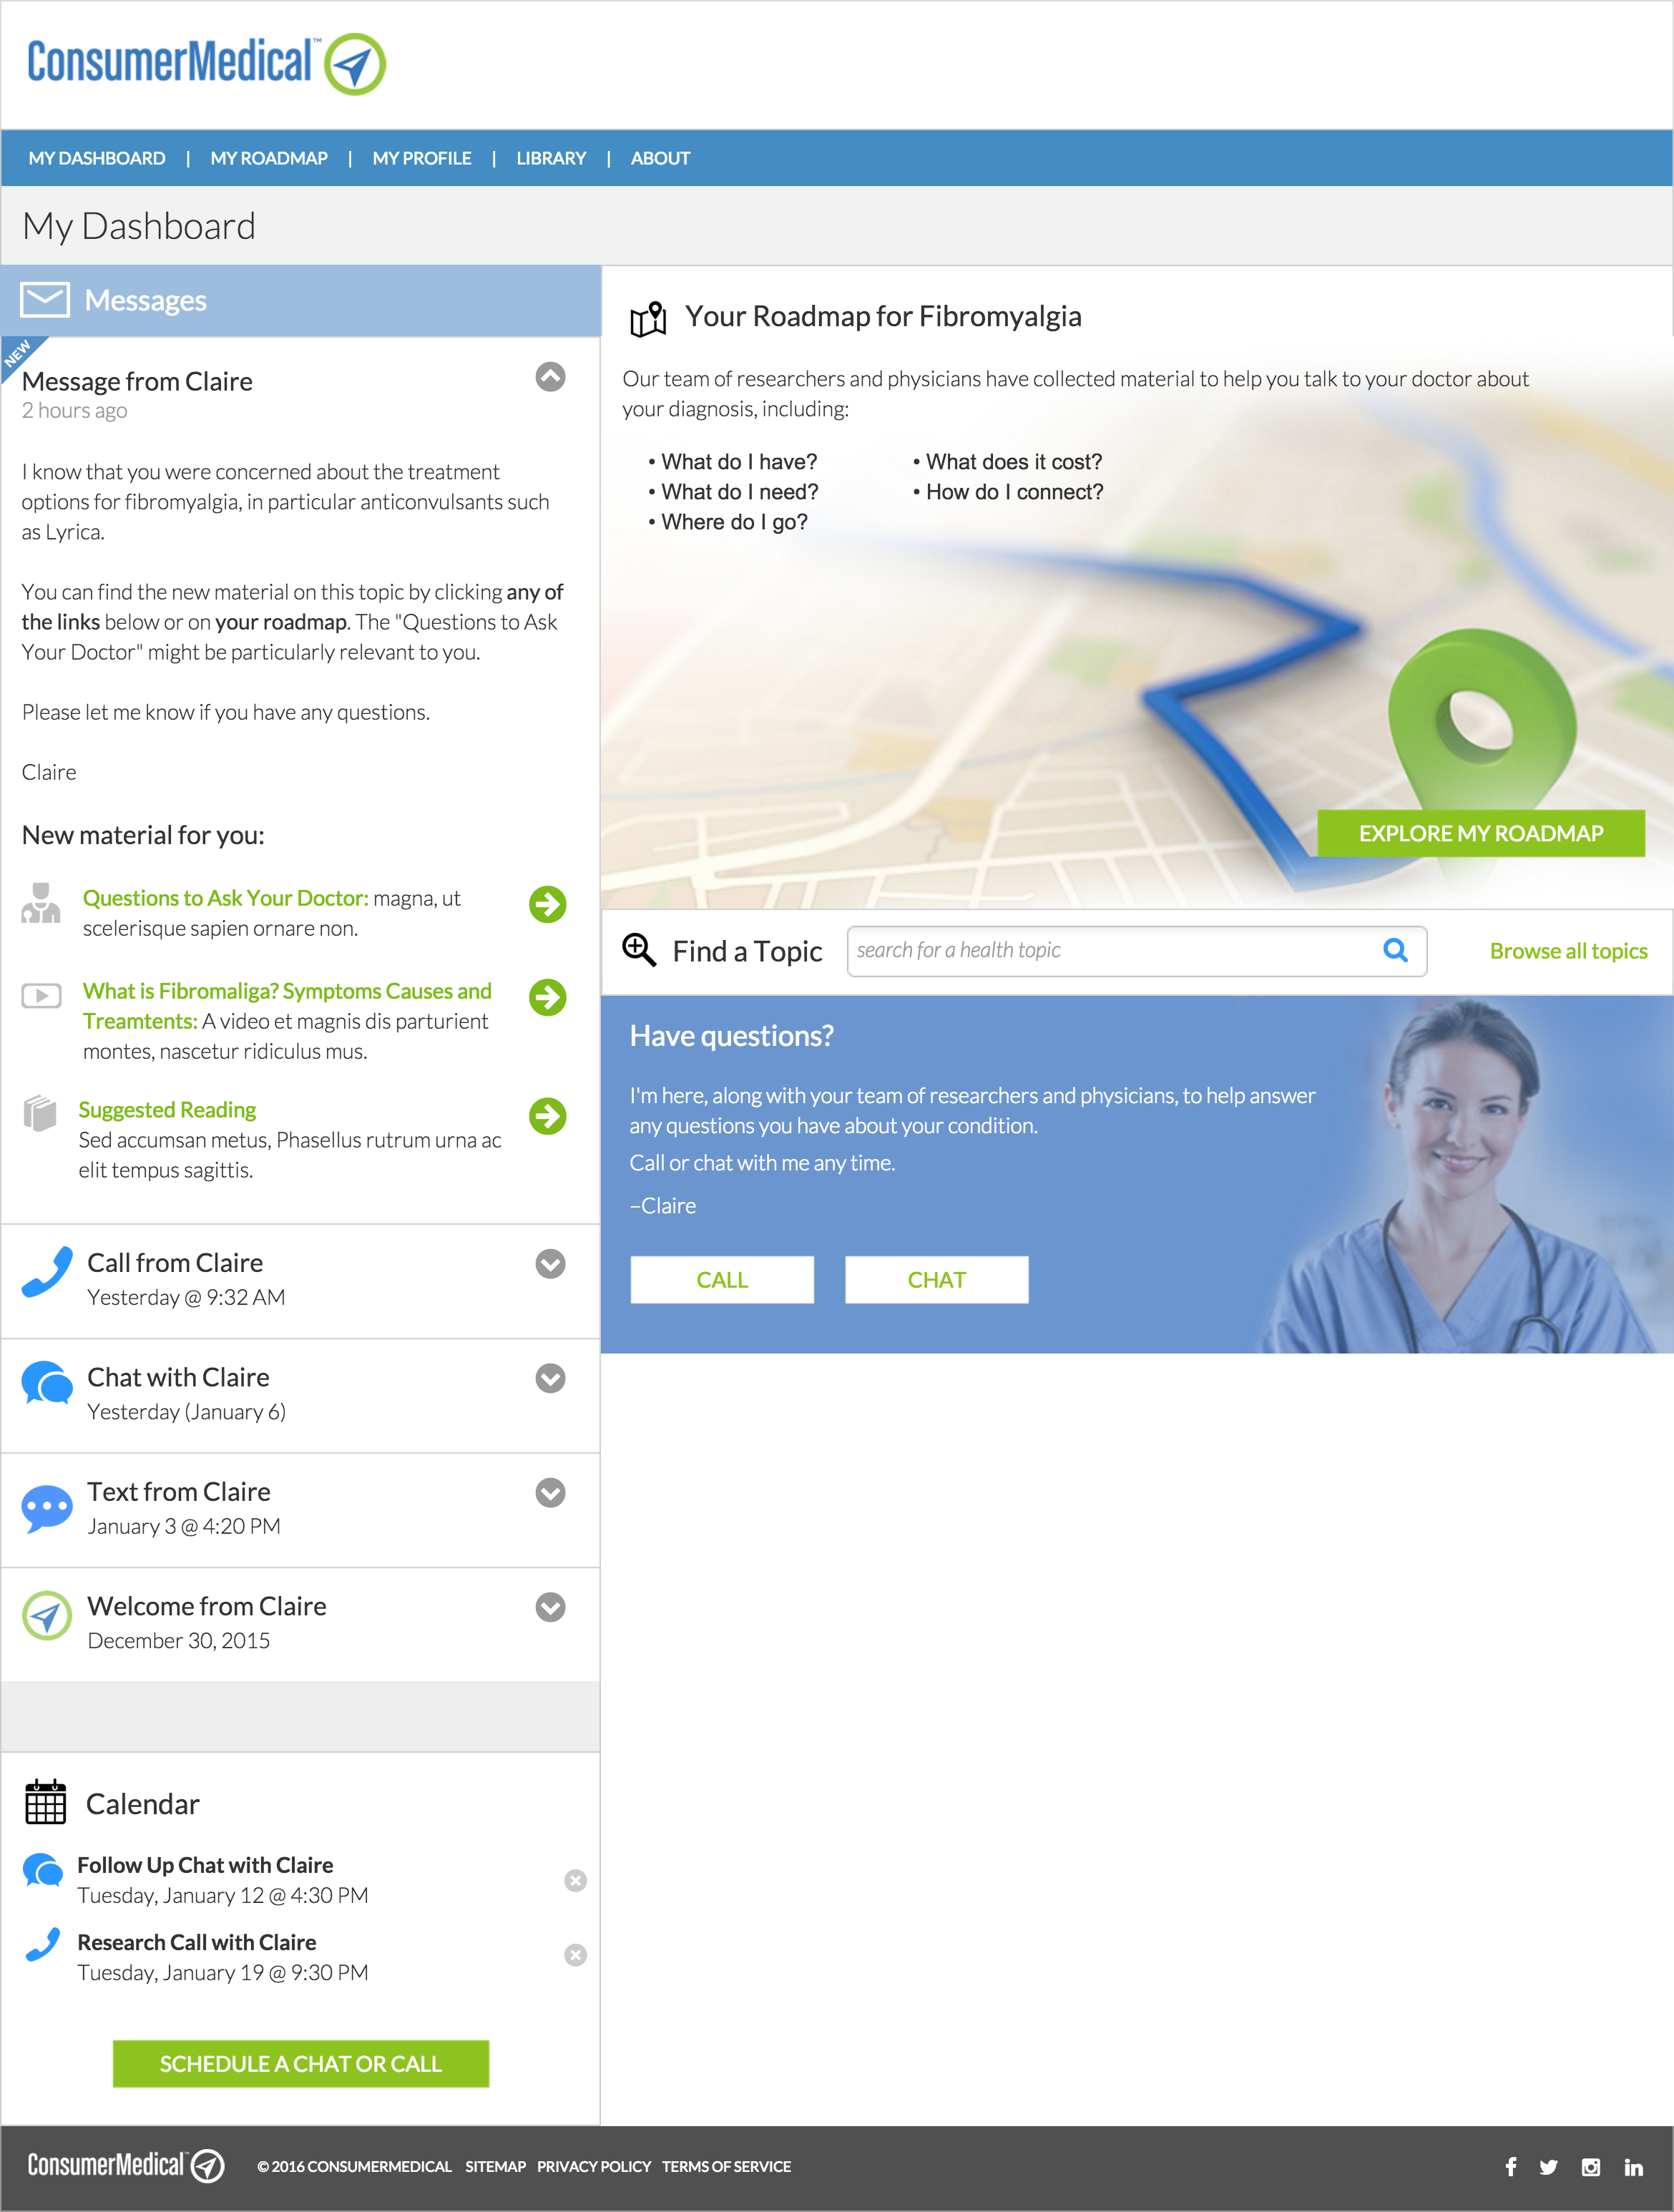 ConsumerMedical™
MY DASHBOARD | MY ROADMAP | MY PROFILE | LIBRARY | ABOUT
My Dashboard
Messages
NEW
Message from Claire
2 hours ago
I know that you were concerned about the treatment
options for fibromyalgia, in particular anticonvulsants such
as Lyrica.
You can find the new material on this topic by clicking any of
the links below or on your roadmap. The "Questions to Ask
Your Doctor" might be particularly relevant to you.
Please let me know if you have any questions.
Claire
New material for you:
Questions to Ask Your Doctor: magna, ut
scelerisque sapien ornare non.
What is Fibromaliga? Symptoms Causes and
Treamtents: A video et magnis dis parturient
montes, nascetur ridiculus mus.
Suggested Reading
Sed accumsan metus, Phasellus rutrum urna ac
elit tempus sagittis.
Call from Claire
Yesterday @ 9:32 AM
Chat with Claire
Yesterday (January 6)
Text from Claire
January 3 @ 4:20 PM
Welcome from Claire
December 30, 2015
Calendar
Follow Up Chat with Claire
Tuesday, January 12 @ 4:30 PM
Research Call with Claire
Tuesday, January 19 @ 9:30 PM
SCHEDULE A CHAT OR CALL
Your Roadmap for Fibromyalgia
Our team of researchers and physicians have collected material to help you talk to your doctor about
your diagnosis, including:
• What do I have?
• What do I need?
• Where do I go?
• What does it cost?
• How do I connect?
EXPLORE MY ROADMAP
Find a Topic
search for a health topic
Browse all topics
Have questions?
I'm here, along with your team of researchers and physicians, to help answer
any questions you have about your condition.
Call or chat with me any time.
–Claire
CALL
CHAT
ConsumerMedical™
© 2016 CONSUMERMEDICAL SITEMAP PRIVACY POLICY TERMS OF SERVICE